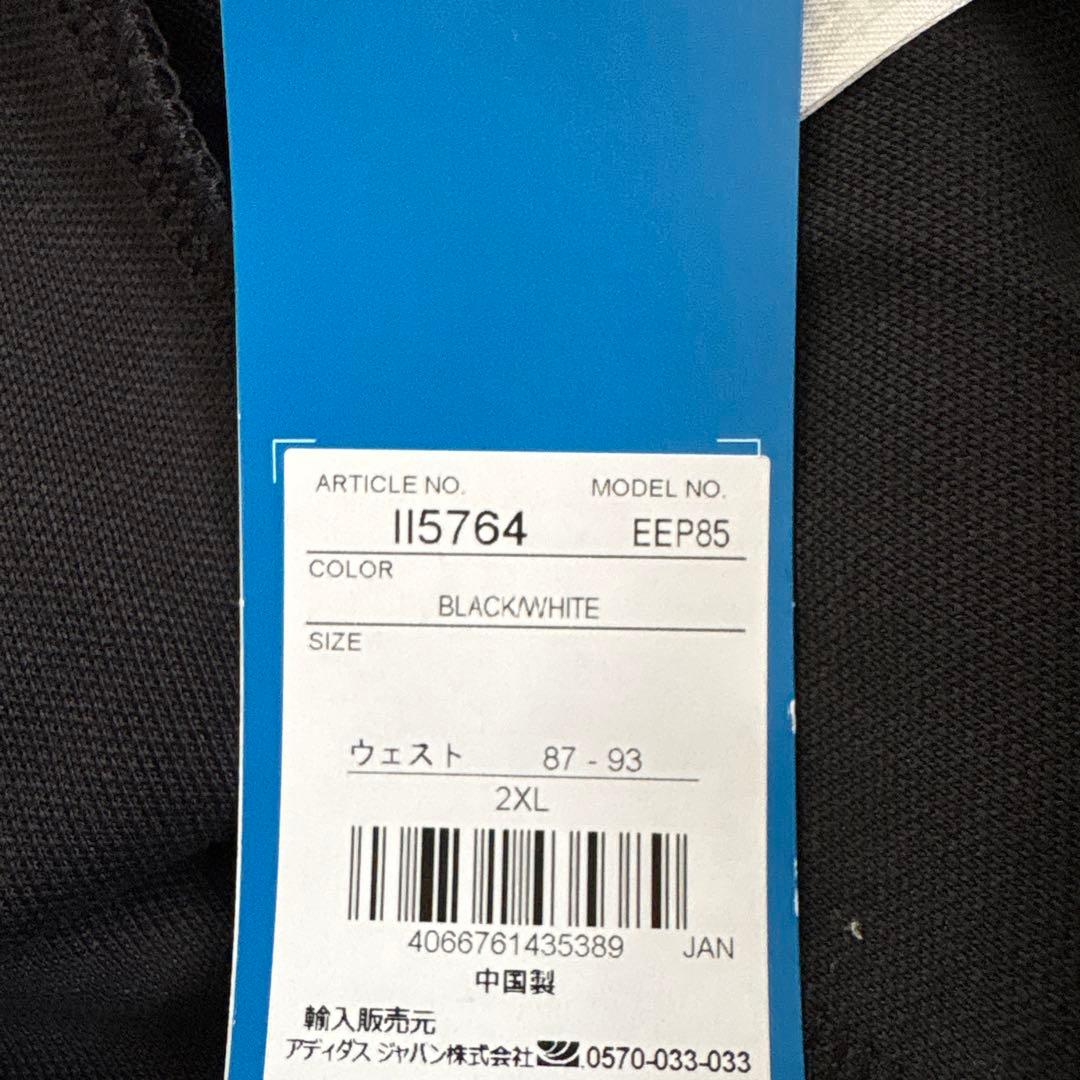 ARTICLE NO. MODEL NO.
II5764 EEP85
COLOR
BLACK/WHITE
SIZE
ウェスト 87 - 93
2XL
4066761435389 JAN
中国製
輸入販売元
アディダス ジャパン株式会社 .0570-033-033